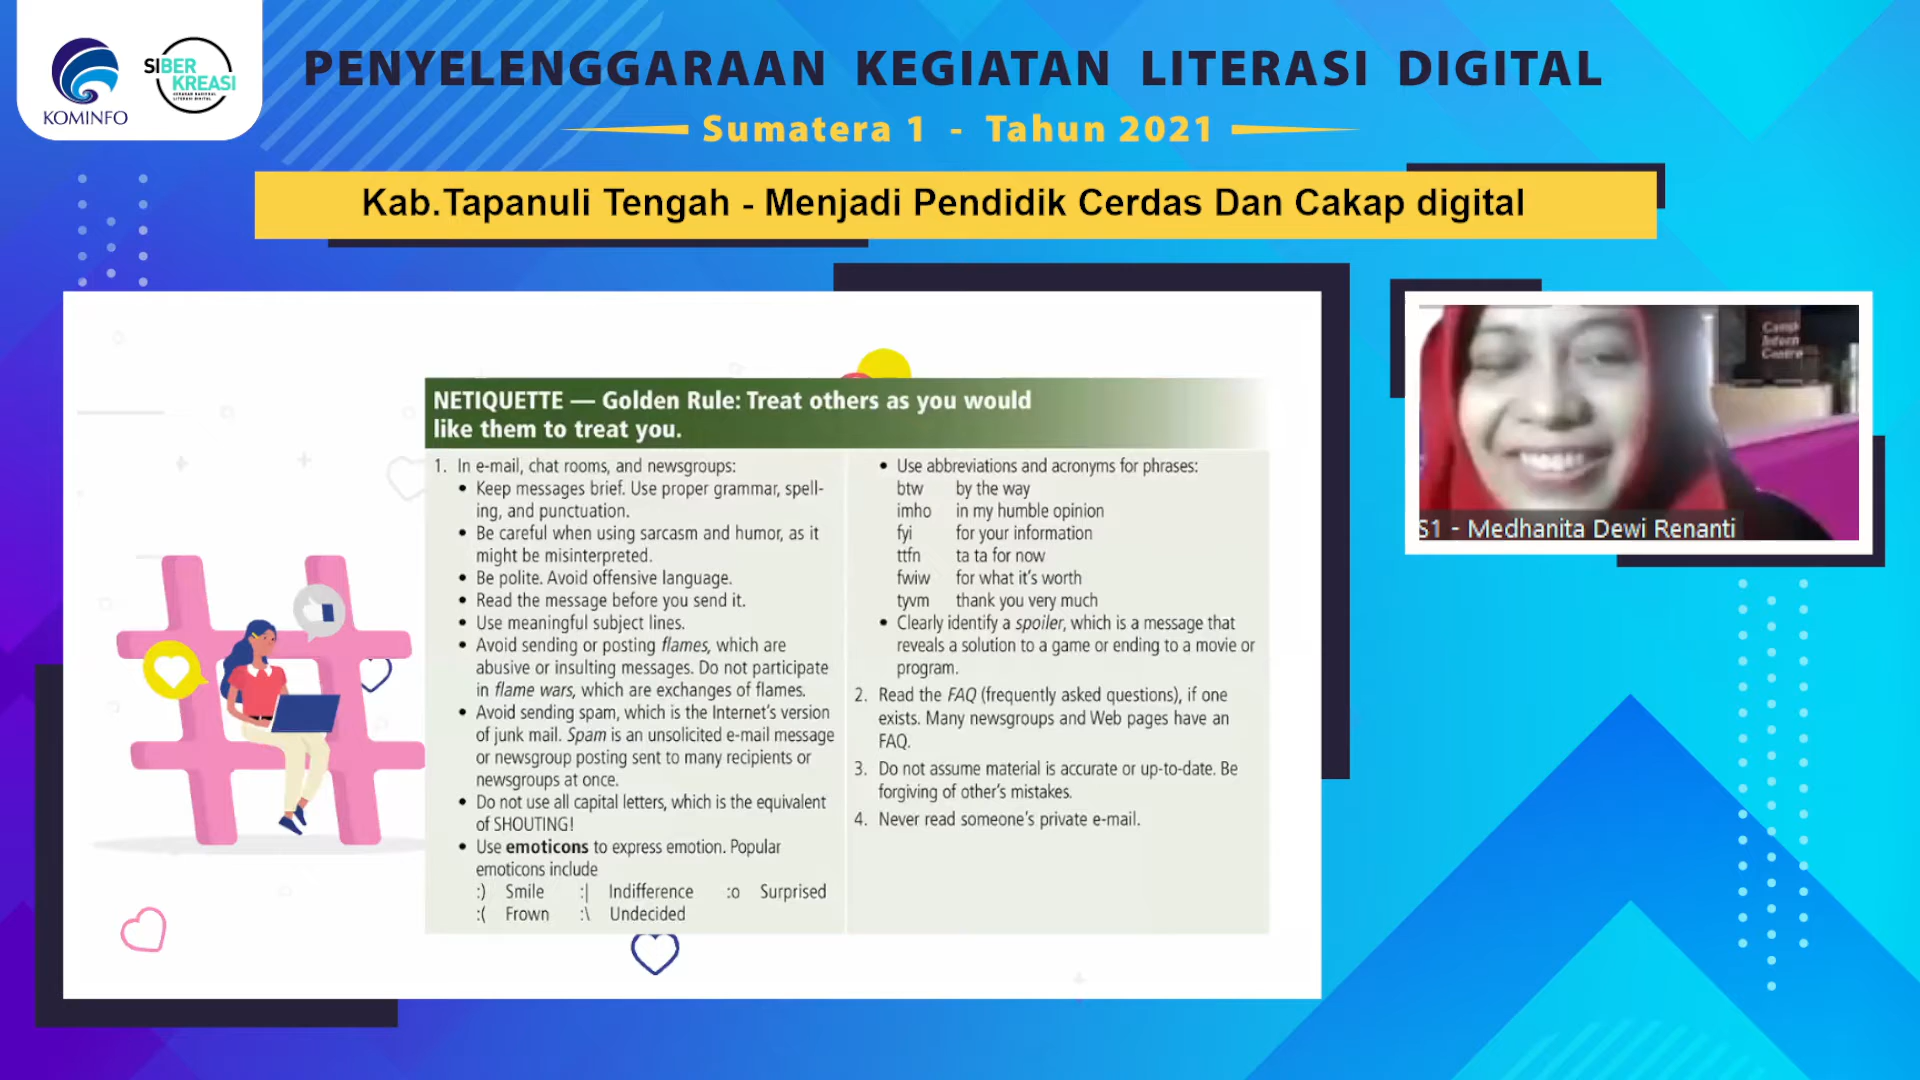 KOMINFO
SIBER
KREASI
GERAKAN NASIONAL
LITERASI DIGITAL
PENYELENGGARAAN KEGIATAN LITERASI DIGITAL
Sumatera 1 - Tahun 2021
Kab.Tapanuli Tengah - Menjadi Pendidik Cerdas Dan Cakap digital
NETIQUETTE — Golden Rule: Treat others as you would
like them to treat you.
1. In e-mail, chat rooms, and newsgroups:
• Keep messages brief. Use proper grammar, spell-
ing, and punctuation.
• Be careful when using sarcasm and humor, as it
might be misinterpreted.
• Be polite. Avoid offensive language.
• Read the message before you send it.
• Use meaningful subject lines.
• Avoid sending or posting flames, which are
abusive or insulting messages. Do not participate
in flame wars, which are exchanges of flames.
• Avoid sending spam, which is the Internet's version
of junk mail. Spam is an unsolicited e-mail message
or newsgroup posting sent to many recipients or
newsgroups at once.
• Do not use all capital letters, which is the equivalent
of SHOUTING!
• Use emoticons to express emotion. Popular
emoticons include
:) Smile :| Indifference :o Surprised
:( Frown :\ Undecided
• Use abbreviations and acronyms for phrases:
btw by the way
imho in my humble opinion
fyi for your information
ttfn ta ta for now
fwiw for what it's worth
tyvm thank you very much
• Clearly identify a spoiler, which is a message that
reveals a solution to a game or ending to a movie or
program.
2. Read the FAQ (frequently asked questions), if one
exists. Many newsgroups and Web pages have an
FAQ.
3. Do not assume material is accurate or up-to-date. Be
forgiving of other's mistakes.
4. Never read someone's private e-mail.
S1 - Medhanita Dewi Renanti